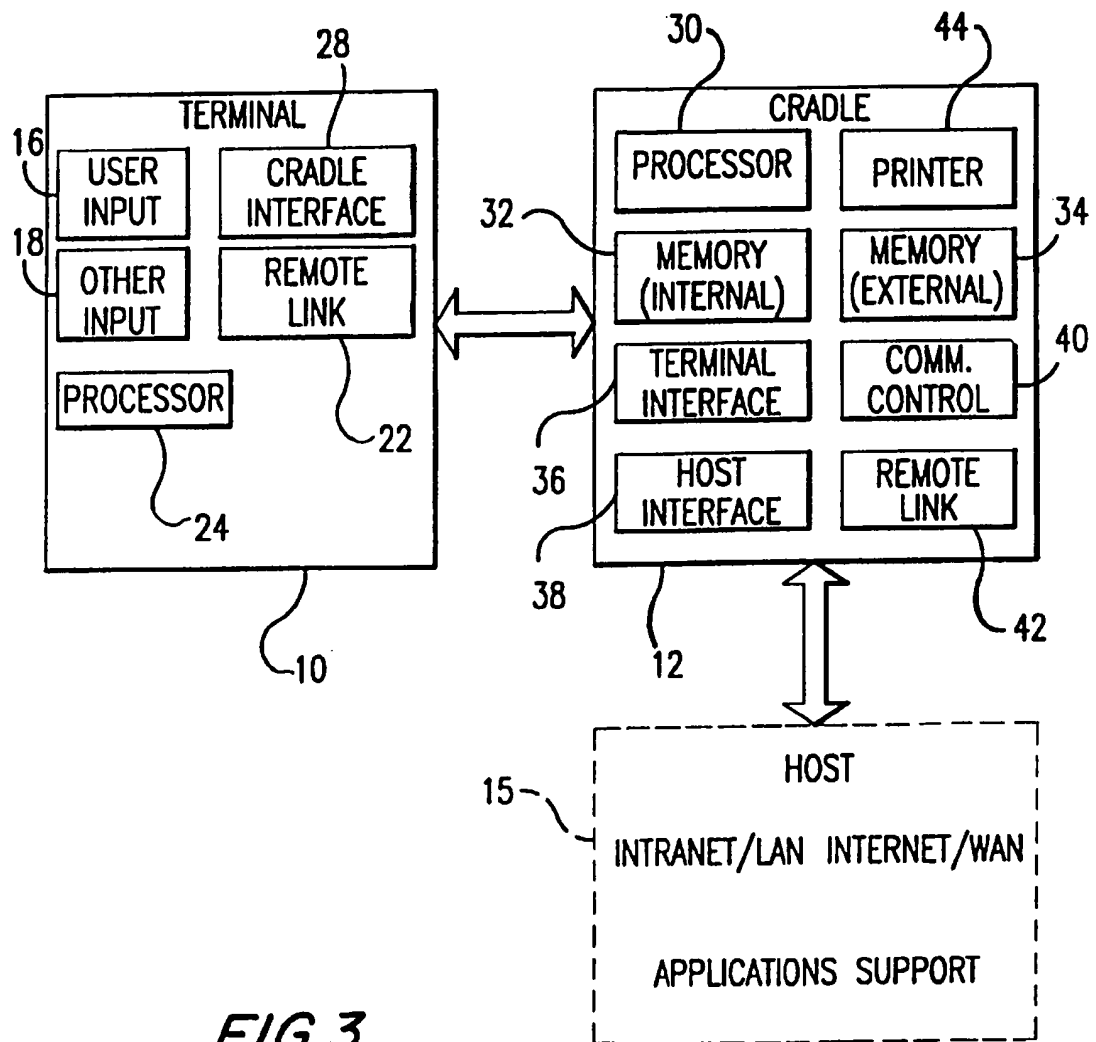 28
30
44
TERMINAL
CRADLE
16
USER
INPUT
CRADLE
INTERFACE
PROCESSOR
PRINTER
32
34
18
OTHER
INPUT
REMOTE
LINK
MEMORY
(INTERNAL)
MEMORY
(EXTERNAL)
PROCESSOR
22
TERMINAL
INTERFACE
COMM.
CONTROL
40
36
24
HOST
INTERFACE
REMOTE
LINK
38
10
12
42
HOST
15
INTRANET/LAN INTERNET/WAN
APPLICATIONS SUPPORT
FIG.3